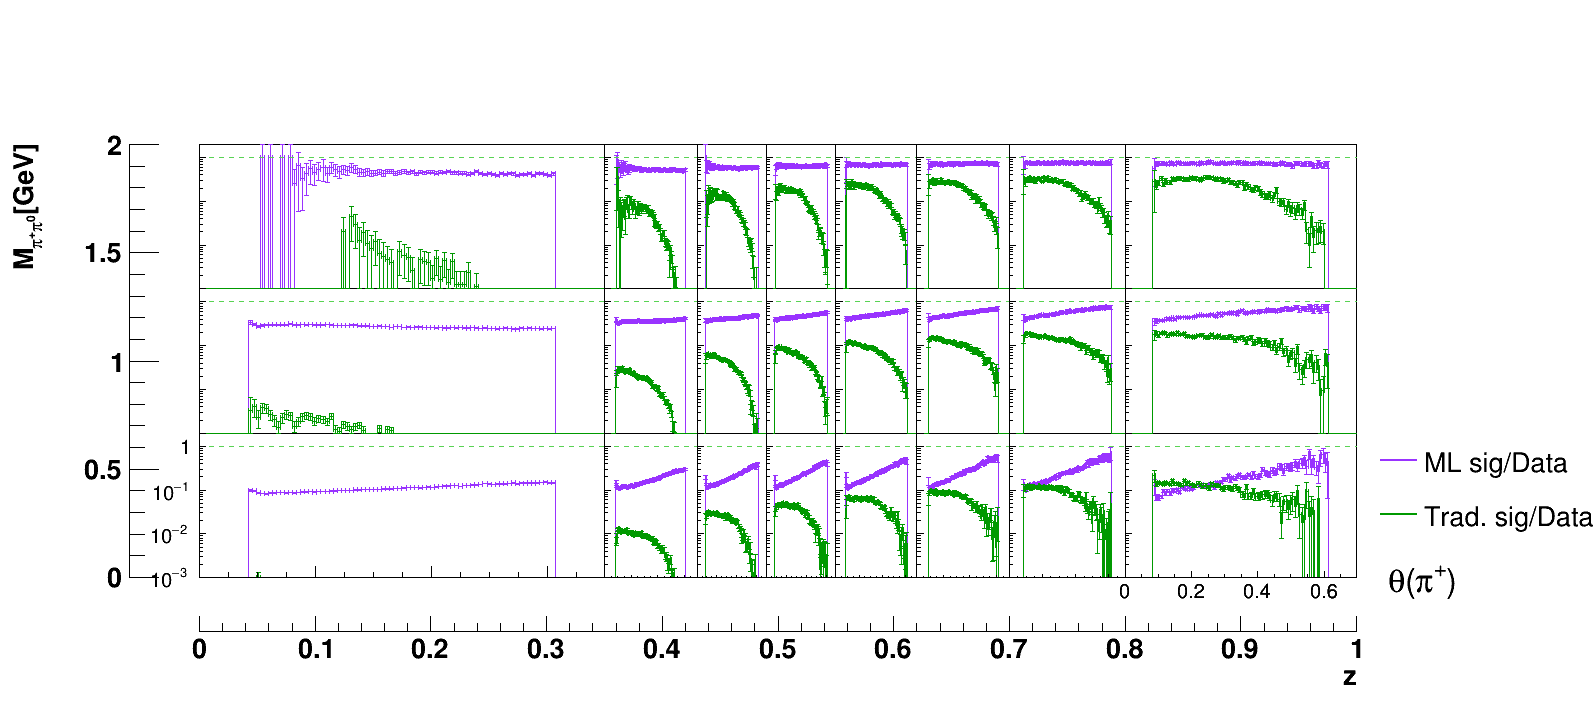 M_{π⁺π⁰}[GeV]
2
1.5
1
0.5
0
1
10⁻¹
10⁻²
10⁻³
ML sig/Data
Trad. sig/Data
0 0.2 0.4 0.6
θ(π⁺)
0 0.1 0.2 0.3 0.4 0.5 0.6 0.7 0.8 0.9 1
z